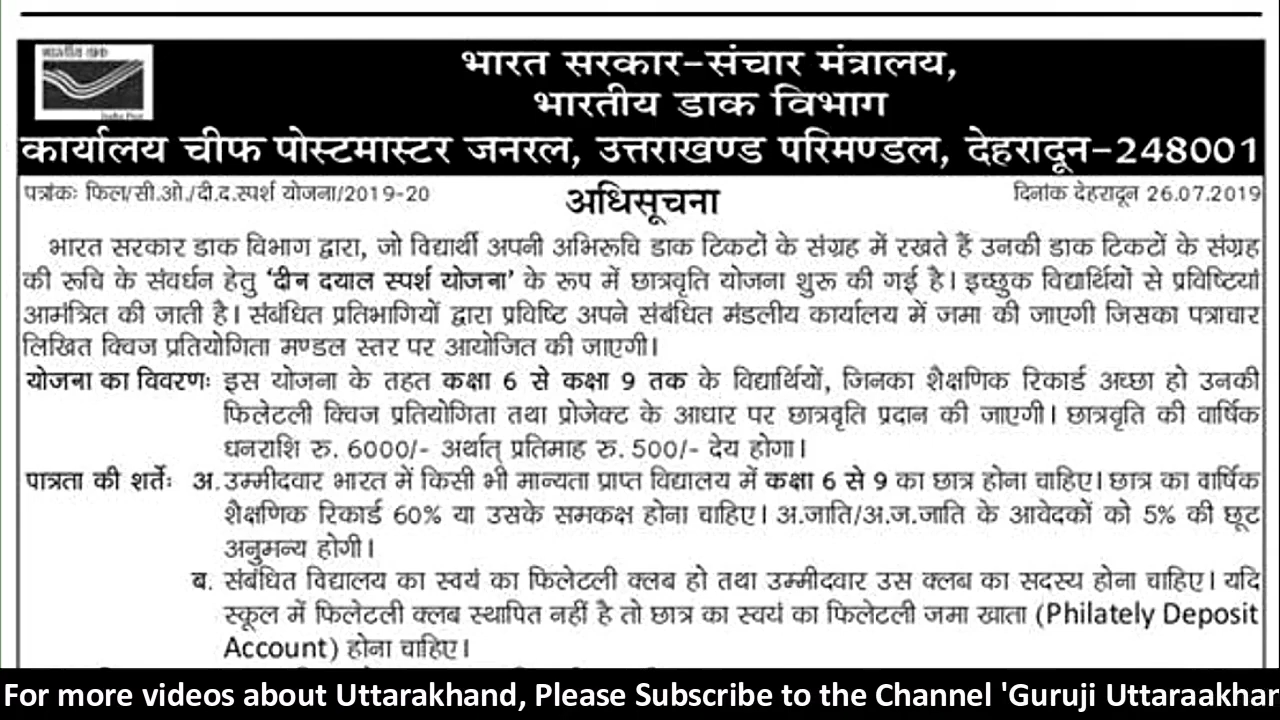 भारतीय डाक
India Post
भारत सरकार-संचार मंत्रालय,
भारतीय डाक विभाग
कार्यालय चीफ पोस्टमास्टर जनरल, उत्तराखण्ड परिमण्डल, देहरादून-248001
पत्रांकः फिल/सी.ओ./दी.द.स्पर्श योजना/2019-20 अधिसूचना दिनांक देहरादून 26.07.2019
भारत सरकार डाक विभाग द्वारा, जो विद्यार्थी अपनी अभिरूचि डाक टिकटों के संग्रह में रखते हैं उनकी डाक टिकटों के संग्रह
की रूचि के संवर्धन हेतु ‘दीन दयाल स्पर्श योजना’ के रूप में छात्रवृति योजना शुरू की गई है। इच्छुक विद्यार्थियों से प्रविष्टियां
आमंत्रित की जाती है। संबंधित प्रतिभागियों द्वारा प्रविष्टि अपने संबंधित मंडलीय कार्यालय में जमा की जाएगी जिसका पत्राचार
लिखित क्विज प्रतियोगिता मण्डल स्तर पर आयोजित की जाएगी।
योजना का विवरणः इस योजना के तहत कक्षा 6 से कक्षा 9 तक के विद्यार्थियों, जिनका शैक्षणिक रिकार्ड अच्छा हो उनकी
फिलेटली क्विज प्रतियोगिता तथा प्रोजेक्ट के आधार पर छात्रवृति प्रदान की जाएगी। छात्रवृति की वार्षिक
धनराशि रु. 6000/- अर्थात् प्रतिमाह रु. 500/- देय होगा।
पात्रता की शर्तेः अ. उम्मीदवार भारत में किसी भी मान्यता प्राप्त विद्यालय में कक्षा 6 से 9 का छात्र होना चाहिए। छात्र का वार्षिक
शैक्षणिक रिकार्ड 60% या उसके समकक्ष होना चाहिए। अ.जाति/अ.ज.जाति के आवेदकों को 5% की छूट
अनुमन्य होगी।
ब. संबंधित विद्यालय का स्वयं का फिलेटली क्लब हो तथा उम्मीदवार उस क्लब का सदस्य होना चाहिए। यदि
स्कूल में फिलेटली क्लब स्थापित नहीं है तो छात्र का स्वयं का फिलेटली जमा खाता (Philately Deposit
Account) होना चाहिए।
For more videos about Uttarakhand, Please Subscribe to the Channel 'Guruji Uttaraakhan